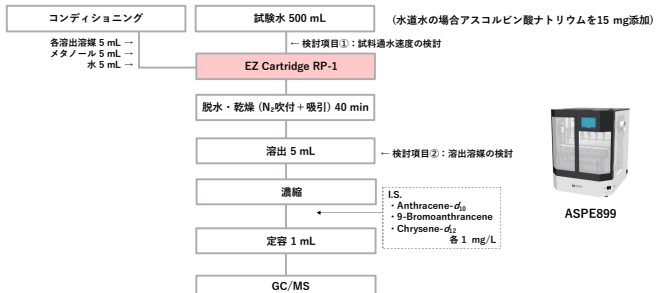 コンディショニング
試験水 500 mL
(水道水の場合アスコルビン酸ナトリウムを15 mg添加)
各溶出溶媒 5 mL →
メタノール 5 mL →
水 5 mL →
← 検討項目①：試料通水速度の検討
EZ Cartridge RP-1
脱水・乾燥 (N₂吹付＋吸引) 40 min
溶出 5 mL
← 検討項目②：溶出溶媒の検討
濃縮
I.S.
・Anthracene-d₁₀
・9-Bromoanthrancene
・Chrysene-d₁₂
各 1 mg/L
定容 1 mL
GC/MS
ASPE899